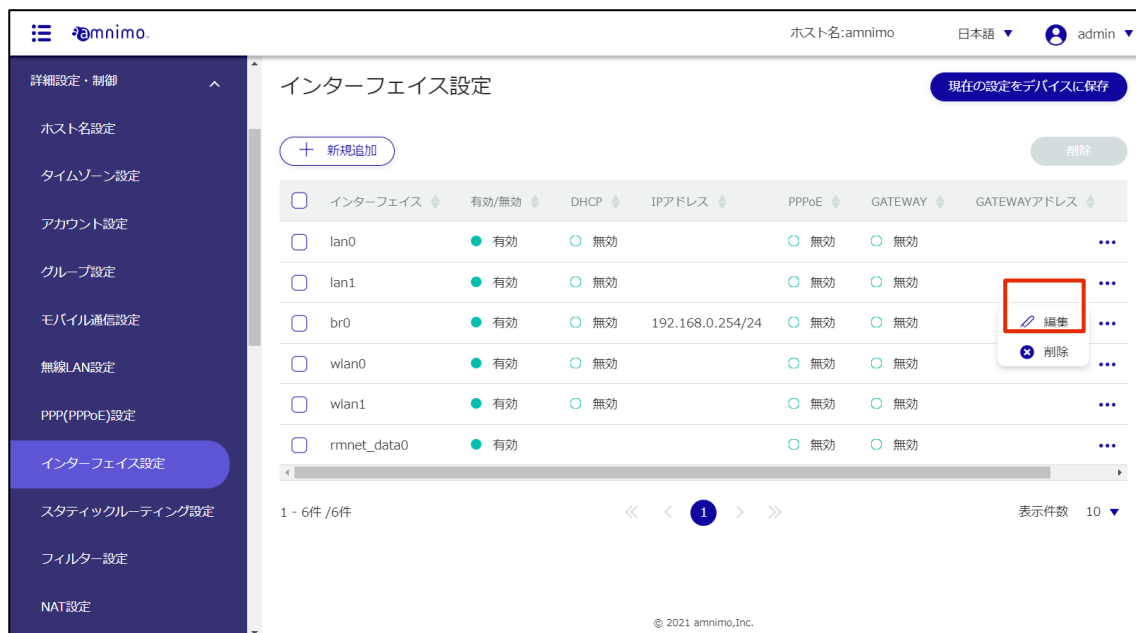 amnimo.
ホスト名:amnimo
日本語 ▼
admin ▼
詳細設定・制御
ホスト名設定
タイムゾーン設定
アカウント設定
グループ設定
モバイル通信設定
無線LAN設定
PPP(PPPoE)設定
インターフェイス設定
スタティックルーティング設定
フィルター設定
NAT設定
インターフェイス設定
現在の設定をデバイスに保存
新規追加
削除
インターフェイス 有効/無効 DHCP IPアドレス PPPoE GATEWAY GATEWAYアドレス
lan0 有効 無効 無効 無効
lan1 有効 無効 無効 無効
br0 有効 無効 192.168.0.254/24 無効 無効
編集
削除
wlan0 有効 無効 無効 無効
wlan1 有効 無効 無効 無効
rmnet_data0 有効 無効 無効
1 - 6件 /6件
1
表示件数 10 ▼
© 2021 amnimo,Inc.